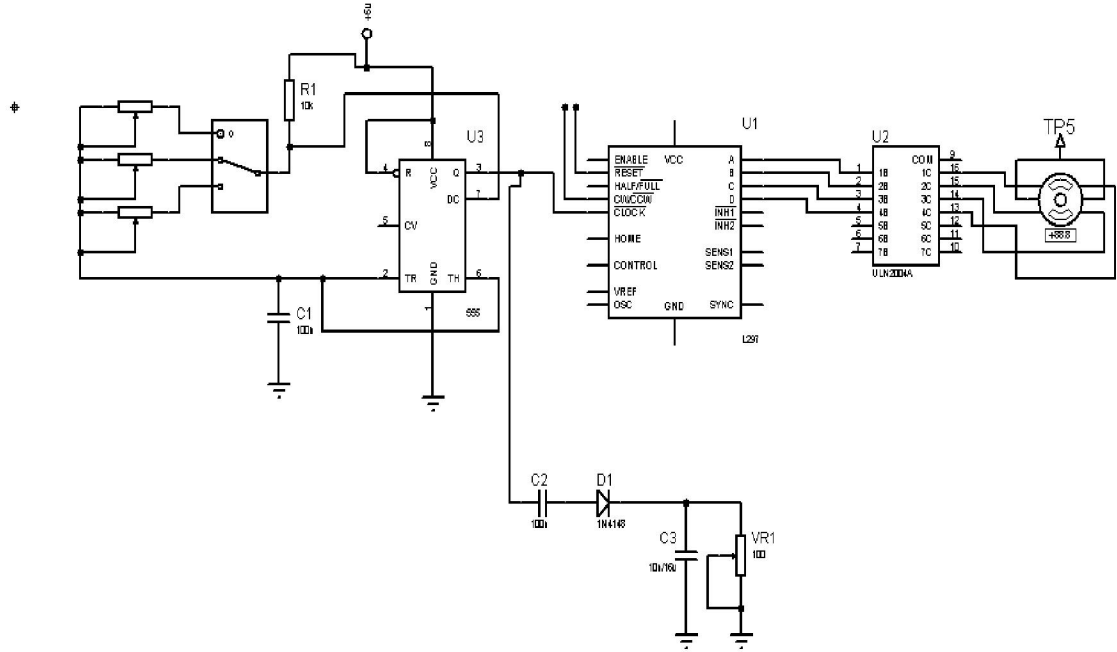 +6v
R1
10k
0
U3
8
VCC
4
R
Q
3
DC
7
5
CV
2
TR
GND
TH
6
1
555
C1
100n
U1
ENABLE
VCC
A
RESET
B
HALF/FULL
C
CW/CCW
D
CLOCK
INH1
INH2
HOME
SENS1
CONTROL
SENS2
VREF
OSC
GND
SYNC
L297
U2
COM
9
1
1B
1C
16
2
2B
2C
15
3
3B
3C
14
4
4B
4C
13
5
5B
5C
12
6
6B
6C
11
7
7B
7C
10
ULN2004A
TP5
+88.8
C2
100n
D1
1N4148
C3
VR1
100